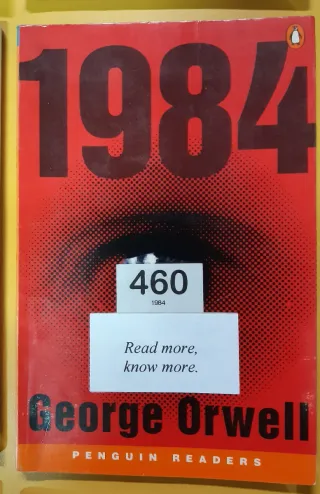 1984
460
1984
Read more,
know more.
George Orwell
PENGUIN READERS